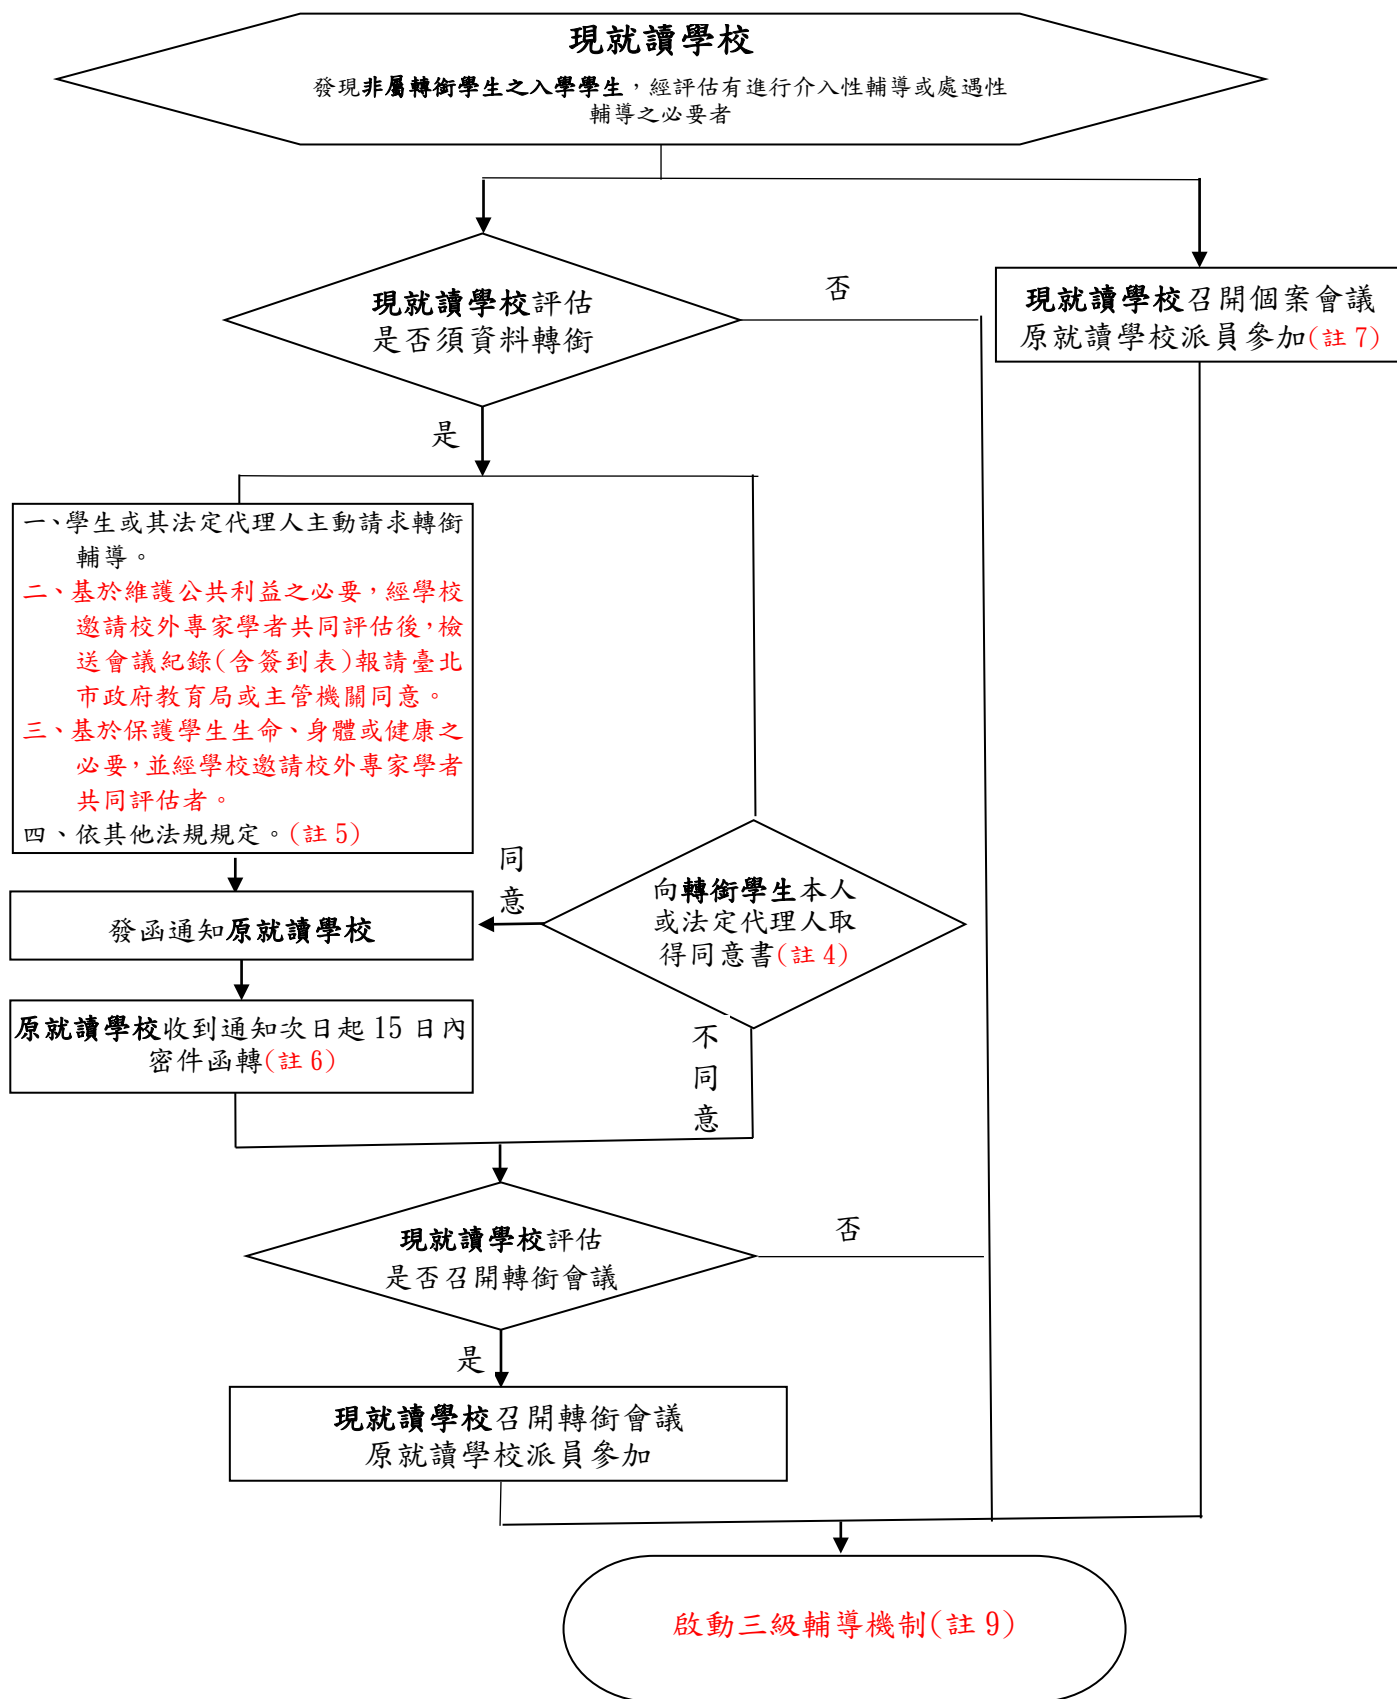 現就讀學校
發現非屬轉銜學生之入學學生，經評估有進行介入性輔導或處遇性
輔導之必要者
現就讀學校評估
是否須資料轉銜
否
現就讀學校召開個案會議
原就讀學校派員參加(註 7)
是
一、學生或其法定代理人主動請求轉銜
輔導。
二、基於維護公共利益之必要，經學校
邀請校外專家學者共同評估後，檢
送會議紀錄(含簽到表)報請臺北
市政府教育局或主管機關同意。
三、基於保護學生生命、身體或健康之
必要，並經學校邀請校外專家學者
共同評估者。
四、依其他法規規定。(註 5)
同
意
向轉銜學生本人
或法定代理人取
得同意書(註 4)
發函通知原就讀學校
原就讀學校收到通知次日起 15 日內
密件函轉(註 6)
不
同
意
現就讀學校評估
是否召開轉銜會議
否
是
現就讀學校召開轉銜會議
原就讀學校派員參加
啟動三級輔導機制(註 9)